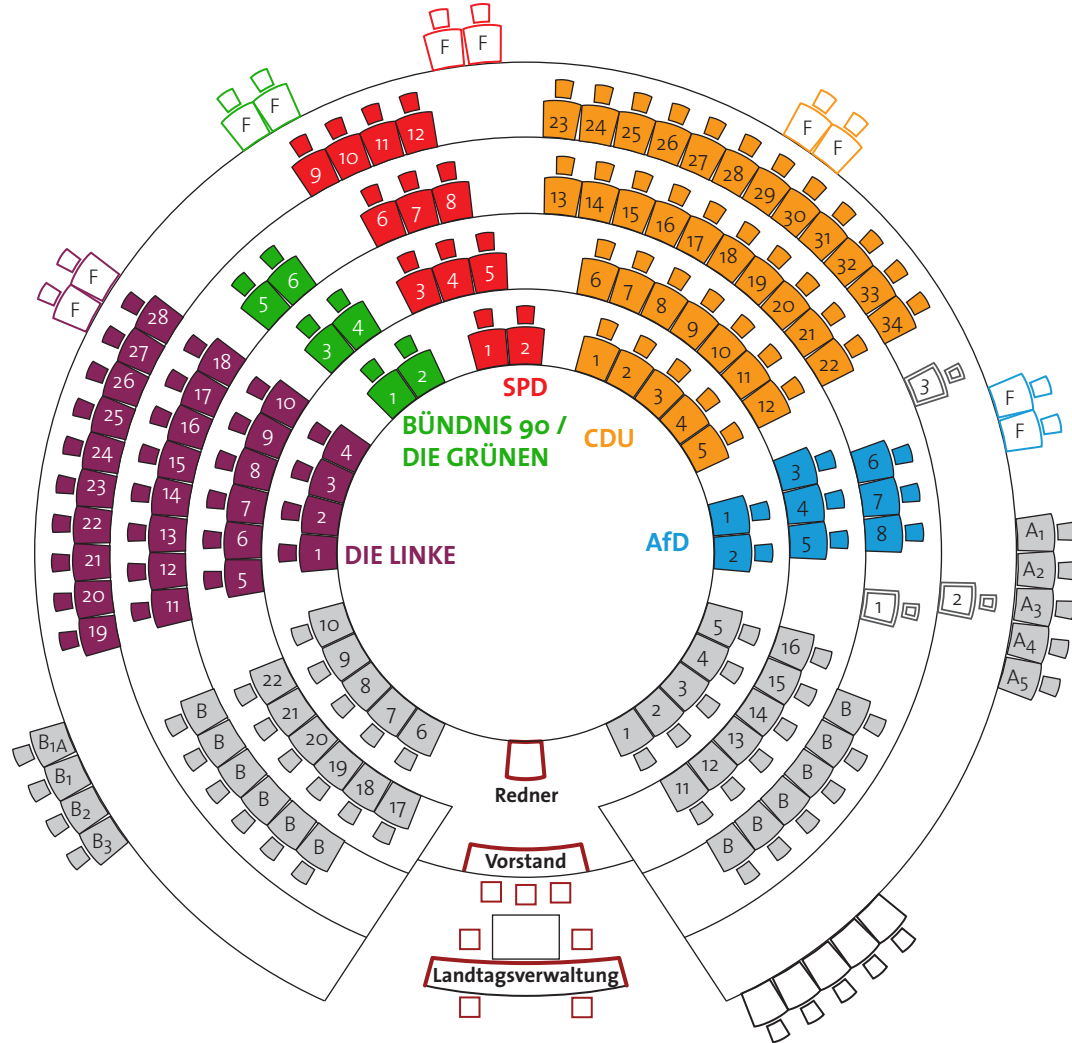 F F
F F
F F
F F
F
F
23 24 25 26 27 28 29 30 31 32 33 34
9 10 11 12
13 14 15 16 17 18 19 20 21 22
6 7 8
6 7 8 9 10 11 12
3 4 5
1 2 3 4 5
1 2
5 6
3 4
1 2
SPD
BÜNDNIS 90 /
DIE GRÜNEN
CDU
28
27
26
25
24
23
22
21
20
19
18
17
16
15
14
13
12
11
10
9
8
7
6
5
4
3
2
1
DIE LINKE
AfD
1
2
3
4
5
6
7
8
3
1
2
A1
A2
A3
A4
A5
10
9
8
7
6
5
4
3
2
1
22
21
20
19
18
17
16
15
14
13
12
11
B
B
B
B
B
B
B
B
B
B
B1A
B1
B2
B3
Redner
Vorstand
Landtagsverwaltung